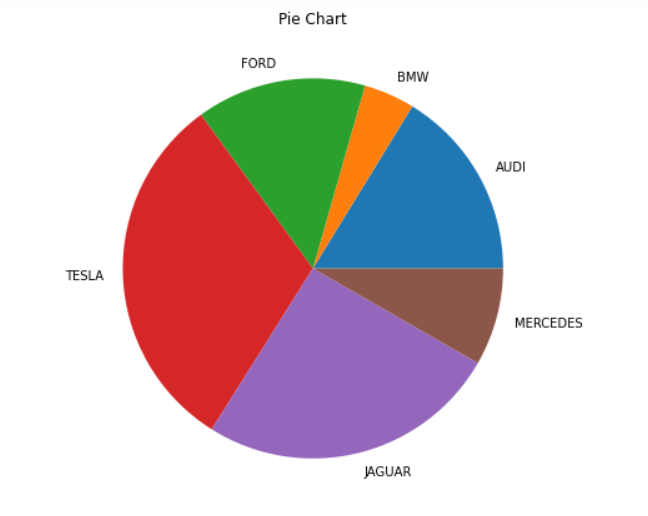 Pie Chart
FORD
BMW
AUDI
TESLA
MERCEDES
JAGUAR